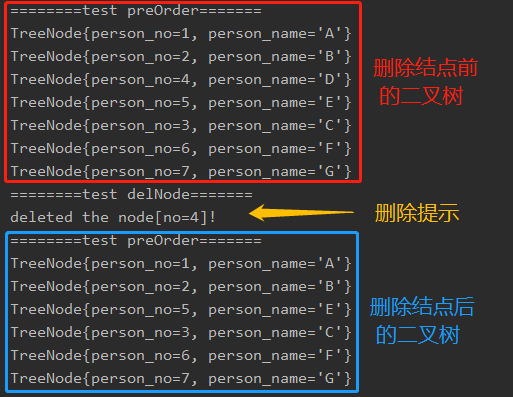 ========test preOrder=======
TreeNode{person_no=1, person_name='A'}
TreeNode{person_no=2, person_name='B'}
TreeNode{person_no=4, person_name='D'}
TreeNode{person_no=5, person_name='E'}
TreeNode{person_no=3, person_name='C'}
TreeNode{person_no=6, person_name='F'}
TreeNode{person_no=7, person_name='G'}
删除结点前
的二叉树
========test delNode=======
deleted the node[no=4]!
删除提示
========test preOrder=======
TreeNode{person_no=1, person_name='A'}
TreeNode{person_no=2, person_name='B'}
TreeNode{person_no=5, person_name='E'}
TreeNode{person_no=3, person_name='C'}
TreeNode{person_no=6, person_name='F'}
TreeNode{person_no=7, person_name='G'}
删除结点后
的二叉树